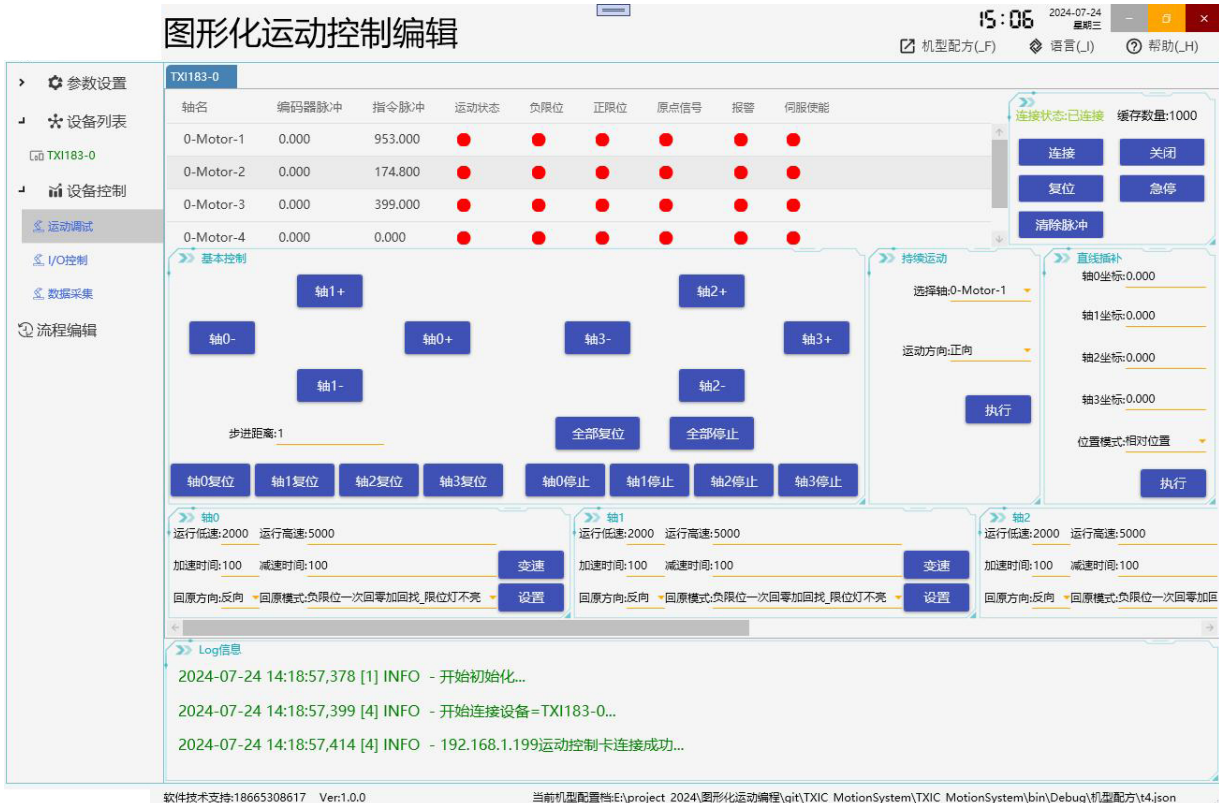 图形化运动控制编辑
15:06 2024-07-24
星期三
机型配方(_F) 语言(_I) 帮助(_H)
参数设置
设备列表
TXI183-0
设备控制
运动调试
I/O控制
数据采集
流程编辑
TXI183-0
轴名 编码器脉冲 指令脉冲 运动状态 负限位 正限位 原点信号 报警 伺服使能
0-Motor-1 0.000 953.000
0-Motor-2 0.000 174.800
0-Motor-3 0.000 399.000
0-Motor-4 0.000 0.000
连接状态:已连接 缓存数量:1000
连接 关闭
复位 急停
清除脉冲
基本控制
轴1+
轴0- 轴0+
轴1-
轴2+
轴3- 轴3+
轴2-
步进距离:1
全部复位 全部停止
轴0复位 轴1复位 轴2复位 轴3复位 轴0停止 轴1停止 轴2停止 轴3停止
持续运动
选择轴:0-Motor-1
运动方向:正向
执行
直线插补
轴0坐标:0.000
轴1坐标:0.000
轴2坐标:0.000
轴3坐标:0.000
位置模式:相对位置
执行
轴0
运行低速:2000 运行高速:5000
加速时间:100 减速时间:100 变速
回原方向:反向 回原模式:负限位一次回零加回找_限位灯不亮 设置
轴1
运行低速:2000 运行高速:5000
加速时间:100 减速时间:100 变速
回原方向:反向 回原模式:负限位一次回零加回找_限位灯不亮 设置
轴2
运行低速:2000 运行高速:5000
加速时间:100 减速时间:100
回原方向:反向 回原模式:负限位一次回零加回
Log信息
2024-07-24 14:18:57,378 [1] INFO - 开始初始化...
2024-07-24 14:18:57,399 [4] INFO - 开始连接设备=TXI183-0...
2024-07-24 14:18:57,414 [4] INFO - 192.168.1.199运动控制卡连接成功...
软件技术支持:18665308617 Ver:1.0.0 当前机型配置档:E:\project_2024\图形化运动编程\git\TXIC_MotionSystem\TXIC_MotionSystem\bin\Debug\机型配方\t4.json